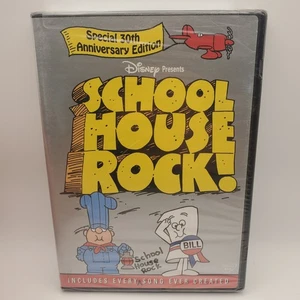 Special 30th
Anniversary Edition
Disney Presents
SCHOOL
HOUSE
ROCK!
School
House
Rock
BILL
INCLUDES EVERY SONG EVER CREATED